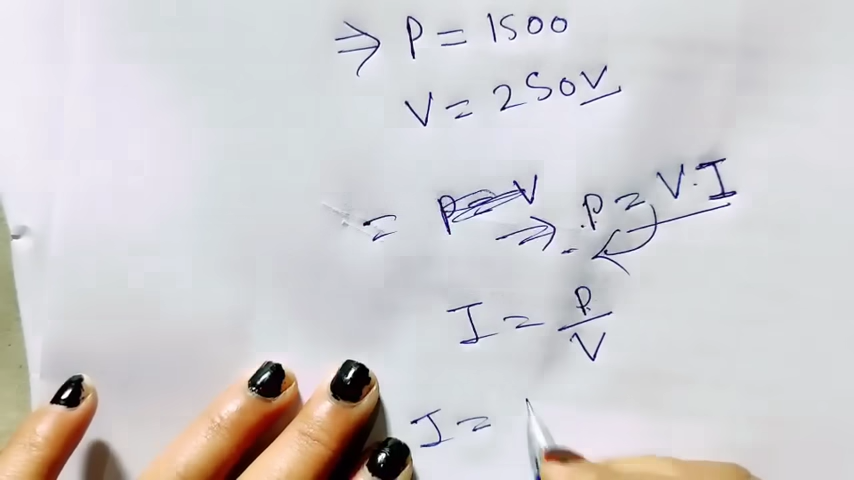 ⇒ P = 1500
V = 250V
= P = V ⇒ P = V.I
I = P/V
I =